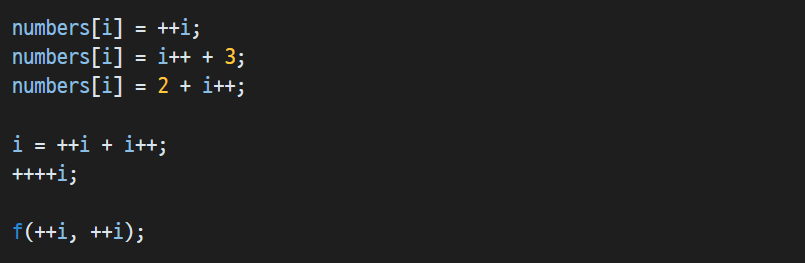 numbers[i] = ++i;
numbers[i] = i++ + 3;
numbers[i] = 2 + i++;
i = ++i + i++;
++++i;
f(++i, ++i);